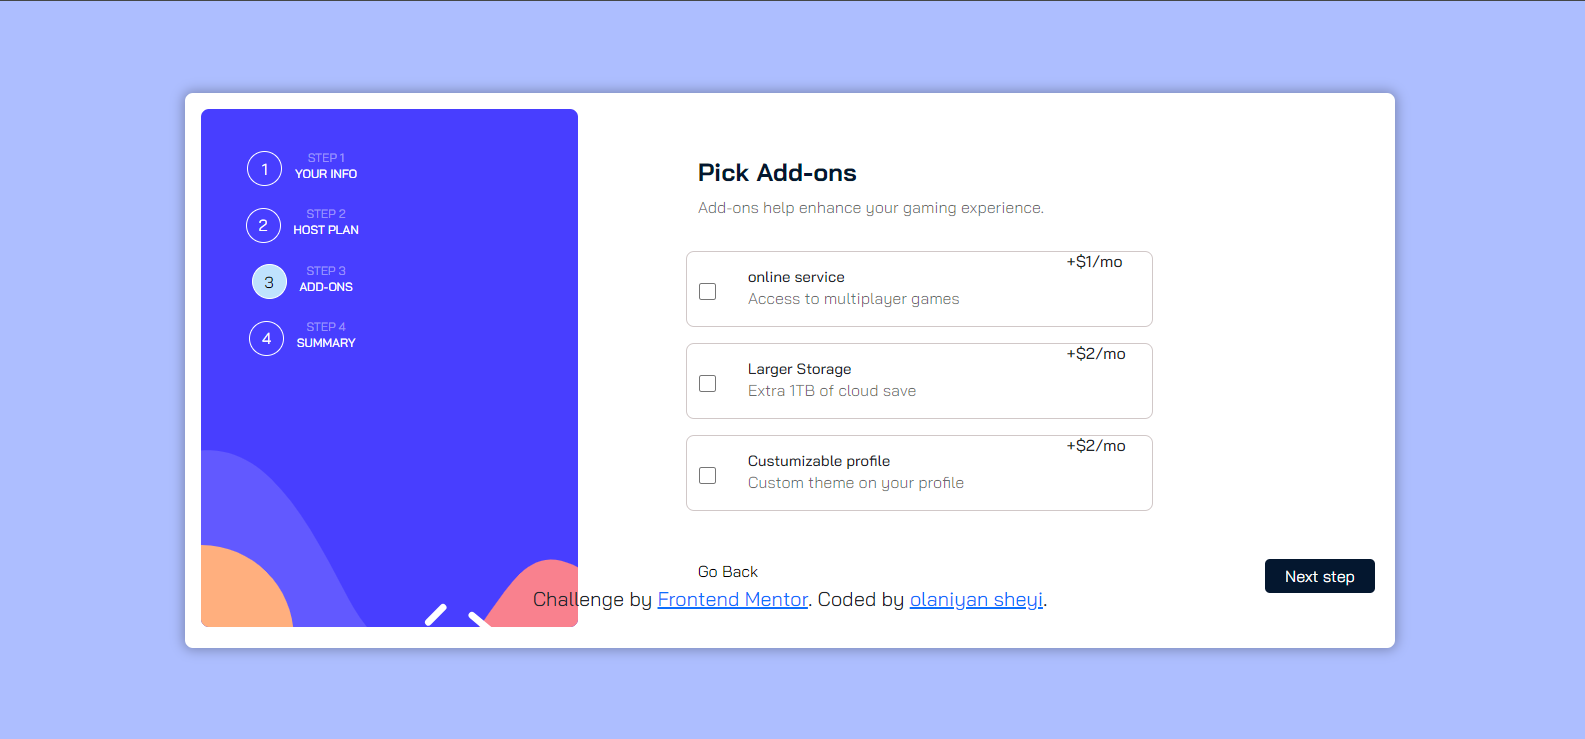 1
STEP 1
YOUR INFO
2
STEP 2
HOST PLAN
3
STEP 3
ADD-ONS
4
STEP 4
SUMMARY
Pick Add-ons
Add-ons help enhance your gaming experience.
online service
Access to multiplayer games
+$1/mo
Larger Storage
Extra 1TB of cloud save
+$2/mo
Custumizable profile
Custom theme on your profile
+$2/mo
Go Back
Next step
Challenge by Frontend Mentor. Coded by olaniyan sheyi.